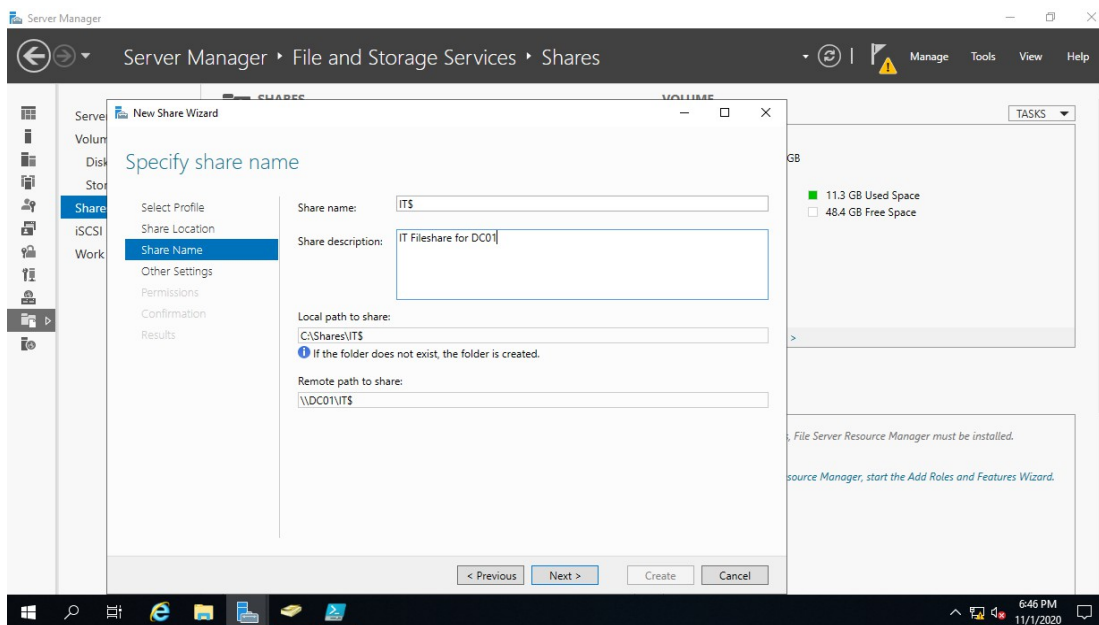 Server Manager
Server Manager ‣ File and Storage Services ‣ Shares
Manage Tools View Help
SHARES
VOLUME
TASKS
Share
iSCSI
Work
GB
11.3 GB Used Space
48.4 GB Free Space
>
File Server Resource Manager must be installed.
Resource Manager, start the Add Roles and Features Wizard.
New Share Wizard
Specify share name
Select Profile
Share Location
Share Name
Other Settings
Permissions
Confirmation
Results
Share name:
IT$
Share description:
IT Fileshare for DC01
Local path to share:
C:\Shares\IT$
If the folder does not exist, the folder is created.
Remote path to share:
\\DC01\IT$
< Previous
Next >
Create
Cancel
6:46 PM
11/1/2020